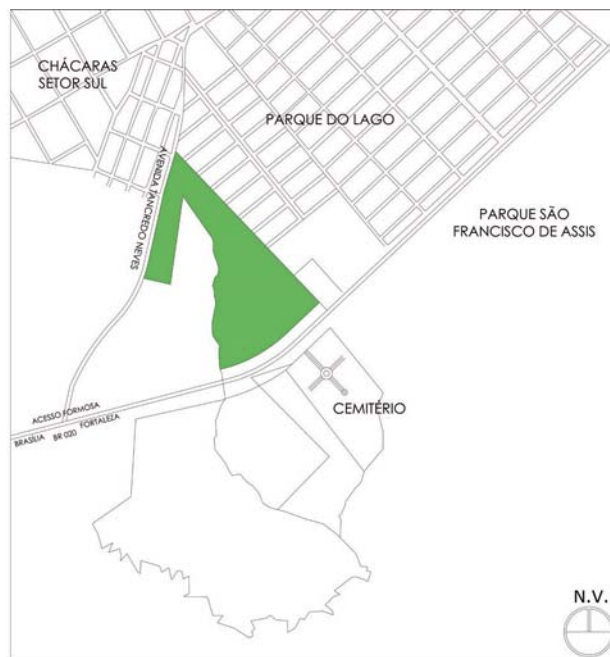 CHÁCARAS
SETOR SUL
PARQUE DO LAGO
AVENIDA TANCREDO NEVES
PARQUE SÃO
FRANCISCO DE ASSIS
CEMITÉRIO
ACESSO FORMOSA
BRASÍLIA BR 020 FORTALEZA
N.V.